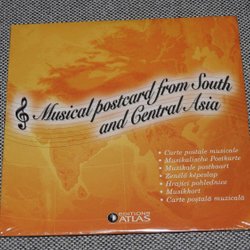 Musical postcard from South
and Central Asia
• Carte postale musicale
• Musikalische Postkarte
• Muzikale postkaart
• Zenélő képeslap
• Hrající pohlednice
• Musikkort
• Carte poștală muzicală
EDITIONS
ATLAS